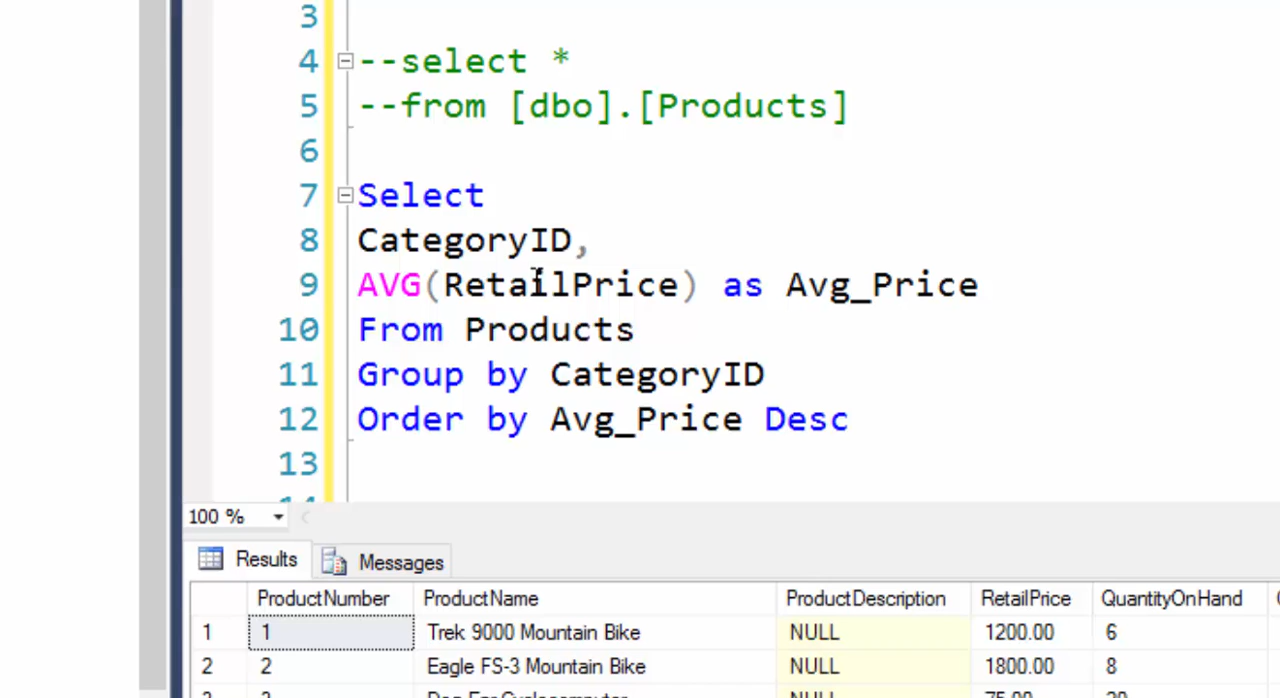 3
4 --select *
5 --from [dbo].[Products]
6
7 Select
8 CategoryID,
9 AVG(RetailPrice) as Avg_Price
10 From Products
11 Group by CategoryID
12 Order by Avg_Price Desc
13
100 %
Results Messages
ProductNumber ProductName ProductDescription RetailPrice QuantityOnHand
1 1 Trek 9000 Mountain Bike NULL 1200.00 6
2 2 Eagle FS-3 Mountain Bike NULL 1800.00 8
NULL 75.00